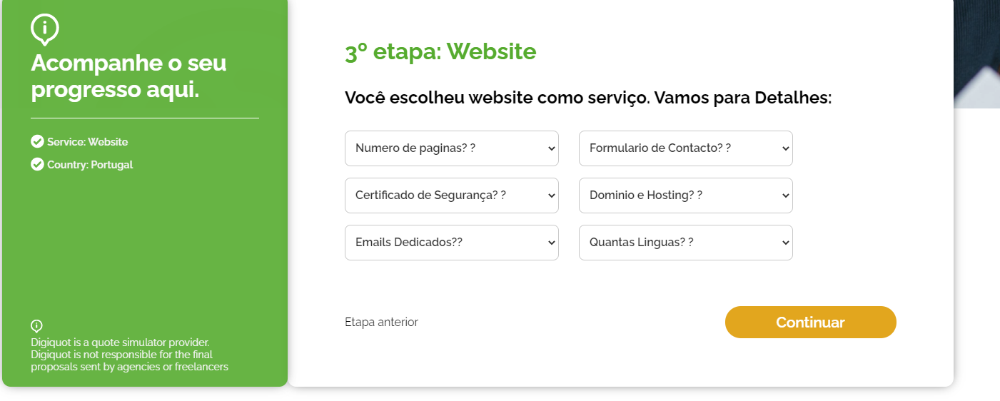 Acompanhe o seu
progresso aqui.
Service: Website
Country: Portugal
Digiquot is a quote simulator provider.
Digiquot is not responsible for the final
proposals sent by agencies or freelancers
3º etapa: Website
Você escolheu website como serviço. Vamos para Detalhes:
Numero de paginas? ?
Formulario de Contacto? ?
Certificado de Segurança? ?
Dominio e Hosting? ?
Emails Dedicados??
Quantas Linguas? ?
Etapa anterior
Continuar